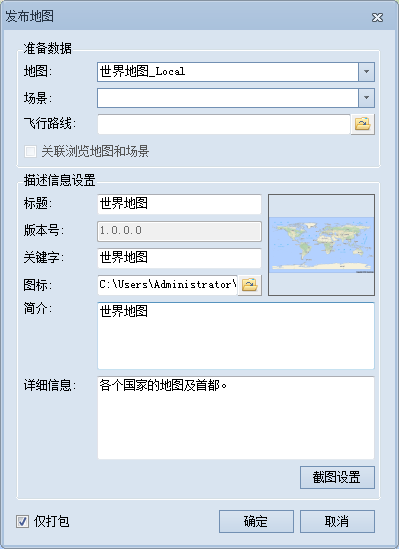 发布地图
准备数据
地图: 世界地图_Local
场景:
飞行路线:
关联浏览地图和场景
描述信息设置
标题: 世界地图
版本号: 1.0.0.0
关键字: 世界地图
图标: C:\Users\Administrator\
简介: 世界地图
详细信息: 各个国家的地图及首都。
截图设置
仅打包 确定 取消